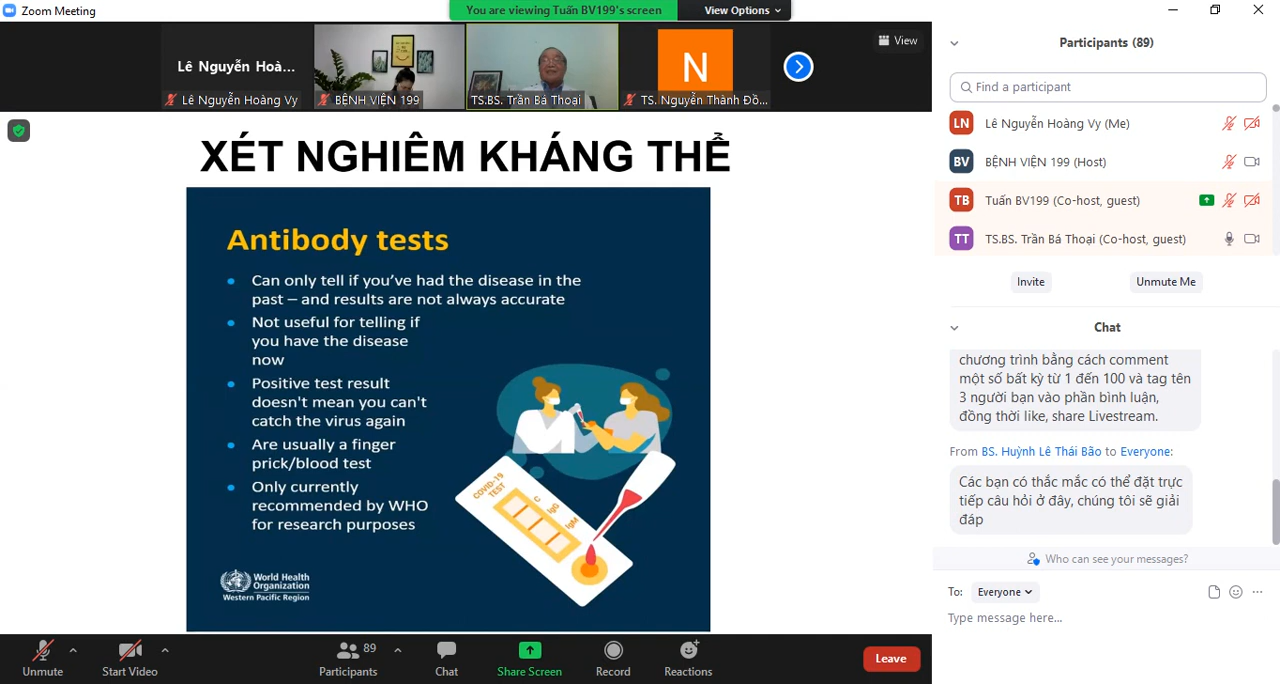 Zoom Meeting
You are viewing Tuấn BV199's screen
View Options
Lê Nguyễn Hoà...
Lê Nguyễn Hoàng Vy
BỆNH VIỆN 199
TS.BS. Trần Bá Thoại
N
TS. Nguyễn Thành Đồ...
View
XÉT NGHIÊM KHÁNG THỂ
Antibody tests
Can only tell if you've had the disease in the
past – and results are not always accurate
Not useful for telling if
you have the disease
now
Positive test result
doesn't mean you can't
catch the virus again
Are usually a finger
prick/blood test
Only currently
recommended by WHO
for research purposes
COVID-19
TEST
C
IgG
IgM
World Health
Organization
Western Pacific Region
Unmute
Start Video
89
Participants
Chat
Share Screen
Record
Reactions
Leave
Participants (89)
Find a participant
LN
Lê Nguyễn Hoàng Vy (Me)
BV
BỆNH VIỆN 199 (Host)
TB
Tuấn BV199 (Co-host, guest)
TT
TS.BS. Trần Bá Thoại (Co-host, guest)
Invite
Unmute Me
Chat
chương trình bằng cách comment
một số bất kỳ từ 1 đến 100 và tag tên
3 người bạn vào phần bình luận,
đồng thời like, share Livestream.
From BS. Huỳnh Lê Thái Bão to Everyone:
Các bạn có thắc mắc có thể đặt trực
tiếp câu hỏi ở đây, chúng tôi sẽ giải
đáp
Who can see your messages?
To: Everyone
Type message here...